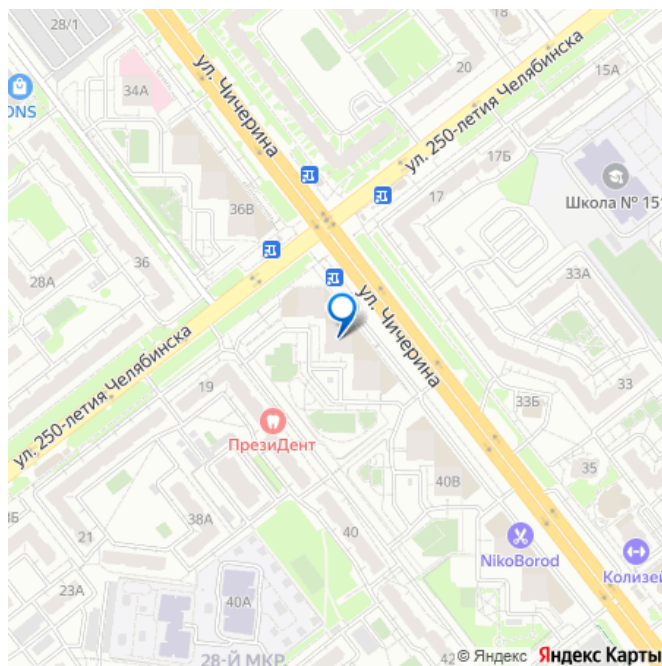 28/1
18
20
15А
34А
ул. Чичерина
ул. 250-летия Челябинска
DNS
17Б
17
Школа № 151
36В
36
28А
33А
ул. Чичерина
ул. 250-летия Челябинска
19
33
33Б
ПрезиДент
35
40В
38А
40
21
NikoBorod
Колизей
23А
40А
28-Й МКР
42
© Яндекс Яндекс Карты